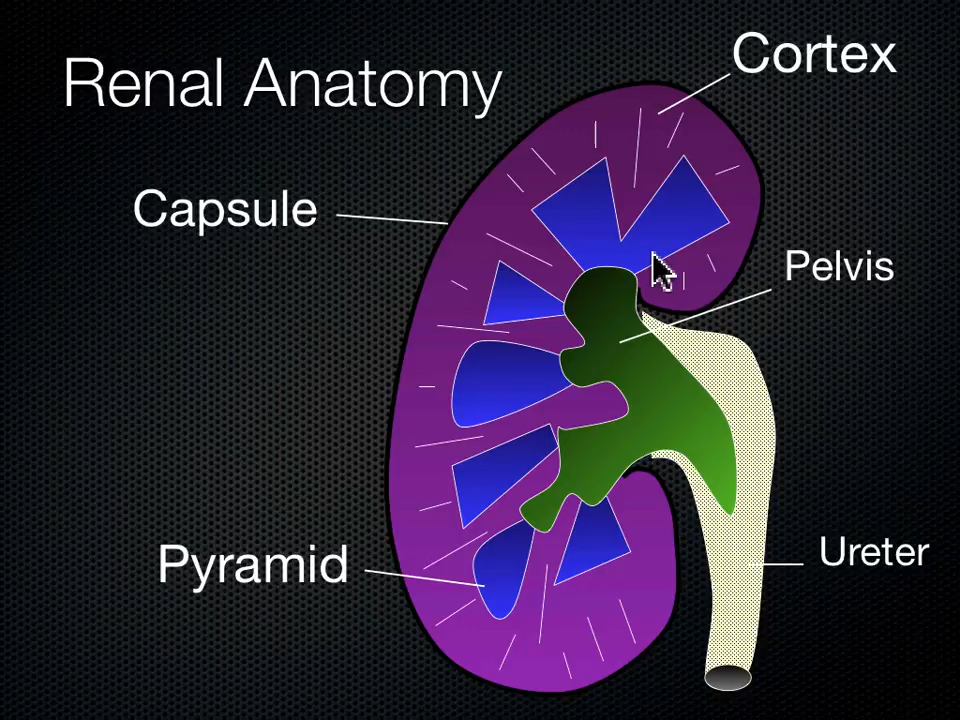 Renal Anatomy
Cortex
Capsule
Pelvis
Pyramid
Ureter